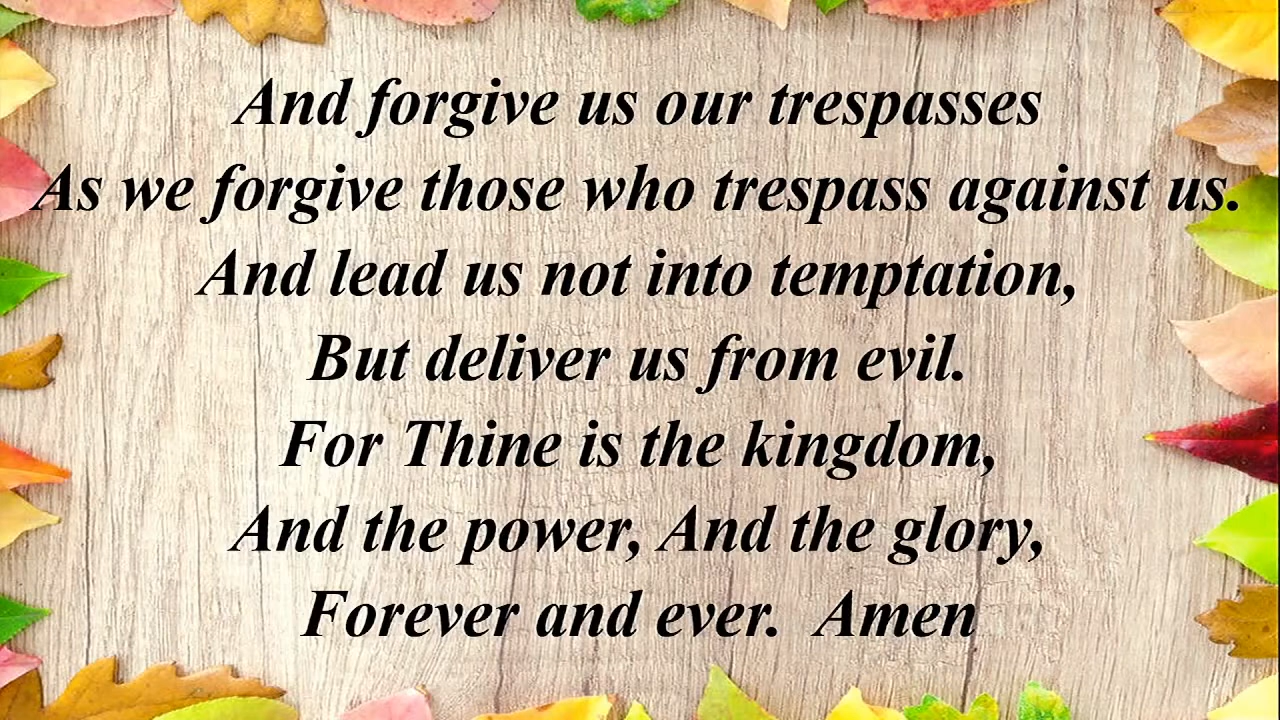 And forgive us our trespasses
As we forgive those who trespass against us.
And lead us not into temptation,
But deliver us from evil.
For Thine is the kingdom,
And the power, And the glory,
Forever and ever.  Amen